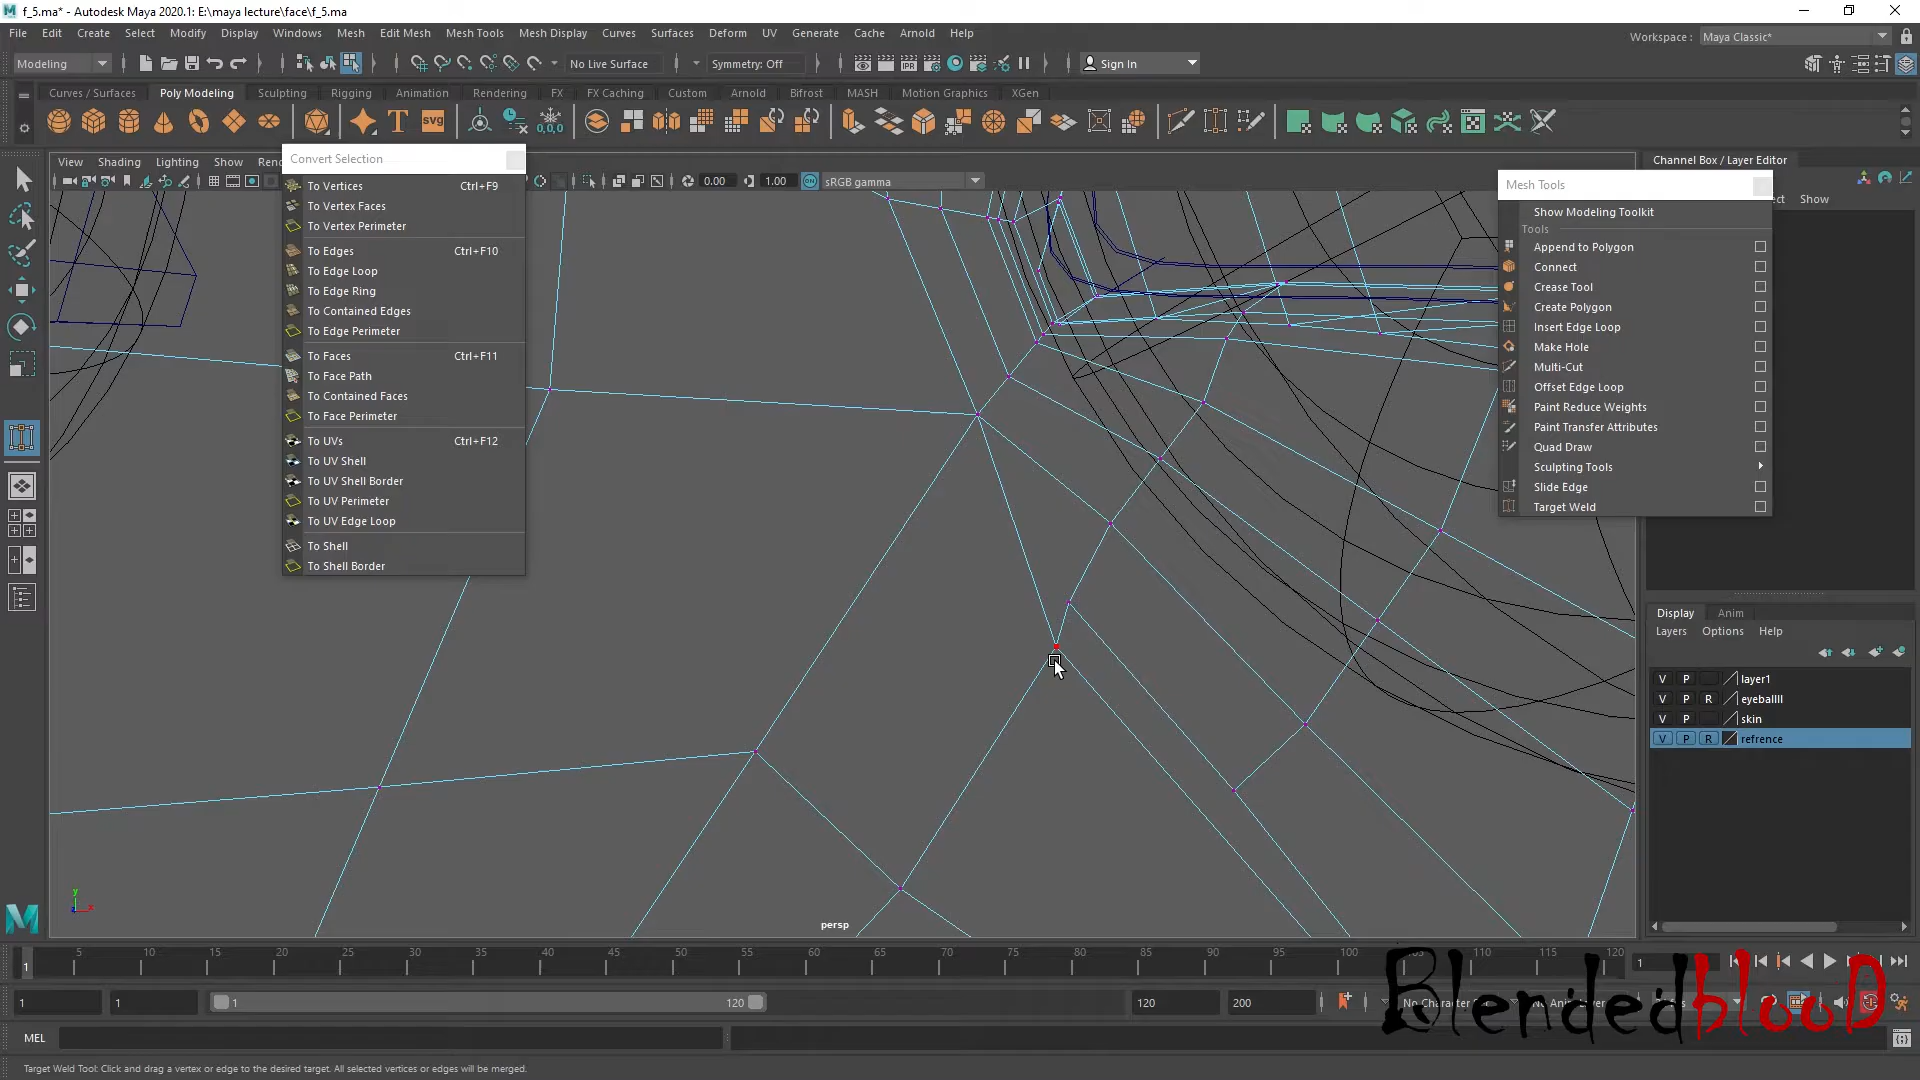 f_5.ma* - Autodesk Maya 2020.1: E:\maya lecture\face\f_5.ma
File Edit Create Select Modify Display Windows Mesh Edit Mesh Mesh Tools Mesh Display Curves Surfaces Deform UV Generate Cache Arnold Help
Workspace : Maya Classic*
Modeling No Live Surface Symmetry: Off Sign In
Curves / Surfaces Poly Modeling Sculpting Rigging Animation Rendering FX FX Caching Custom Arnold Bifrost MASH Motion Graphics XGen
View Shading Lighting Show
0.00 1.00 sRGB gamma
Convert Selection
To Vertices Ctrl+F9
To Vertex Faces
To Vertex Perimeter
To Edges Ctrl+F10
To Edge Loop
To Edge Ring
To Contained Edges
To Edge Perimeter
To Faces Ctrl+F11
To Face Path
To Contained Faces
To Face Perimeter
To UVs Ctrl+F12
To UV Shell
To UV Shell Border
To UV Perimeter
To UV Edge Loop
To Shell
To Shell Border
Mesh Tools
Show Modeling Toolkit
Tools
Append to Polygon
Connect
Crease Tool
Create Polygon
Insert Edge Loop
Make Hole
Multi-Cut
Offset Edge Loop
Paint Reduce Weights
Paint Transfer Attributes
Quad Draw
Sculpting Tools
Slide Edge
Target Weld
Channel Box / Layer Editor
Show
Display Anim
Layers Options Help
V P layer1
V P R eyeballll
V P skin
V P R refrence
persp
1 5 10 15 20 25 30 35 40 45 50 55 60 65 70 75 80 85 90 95 100 110 115 120
1
1 1 1 120 120 200
No Character Set
MEL
BlendedblooD
Target Weld Tool: Click and drag a vertex or edge to the desired target. All selected vertices or edges will be merged.